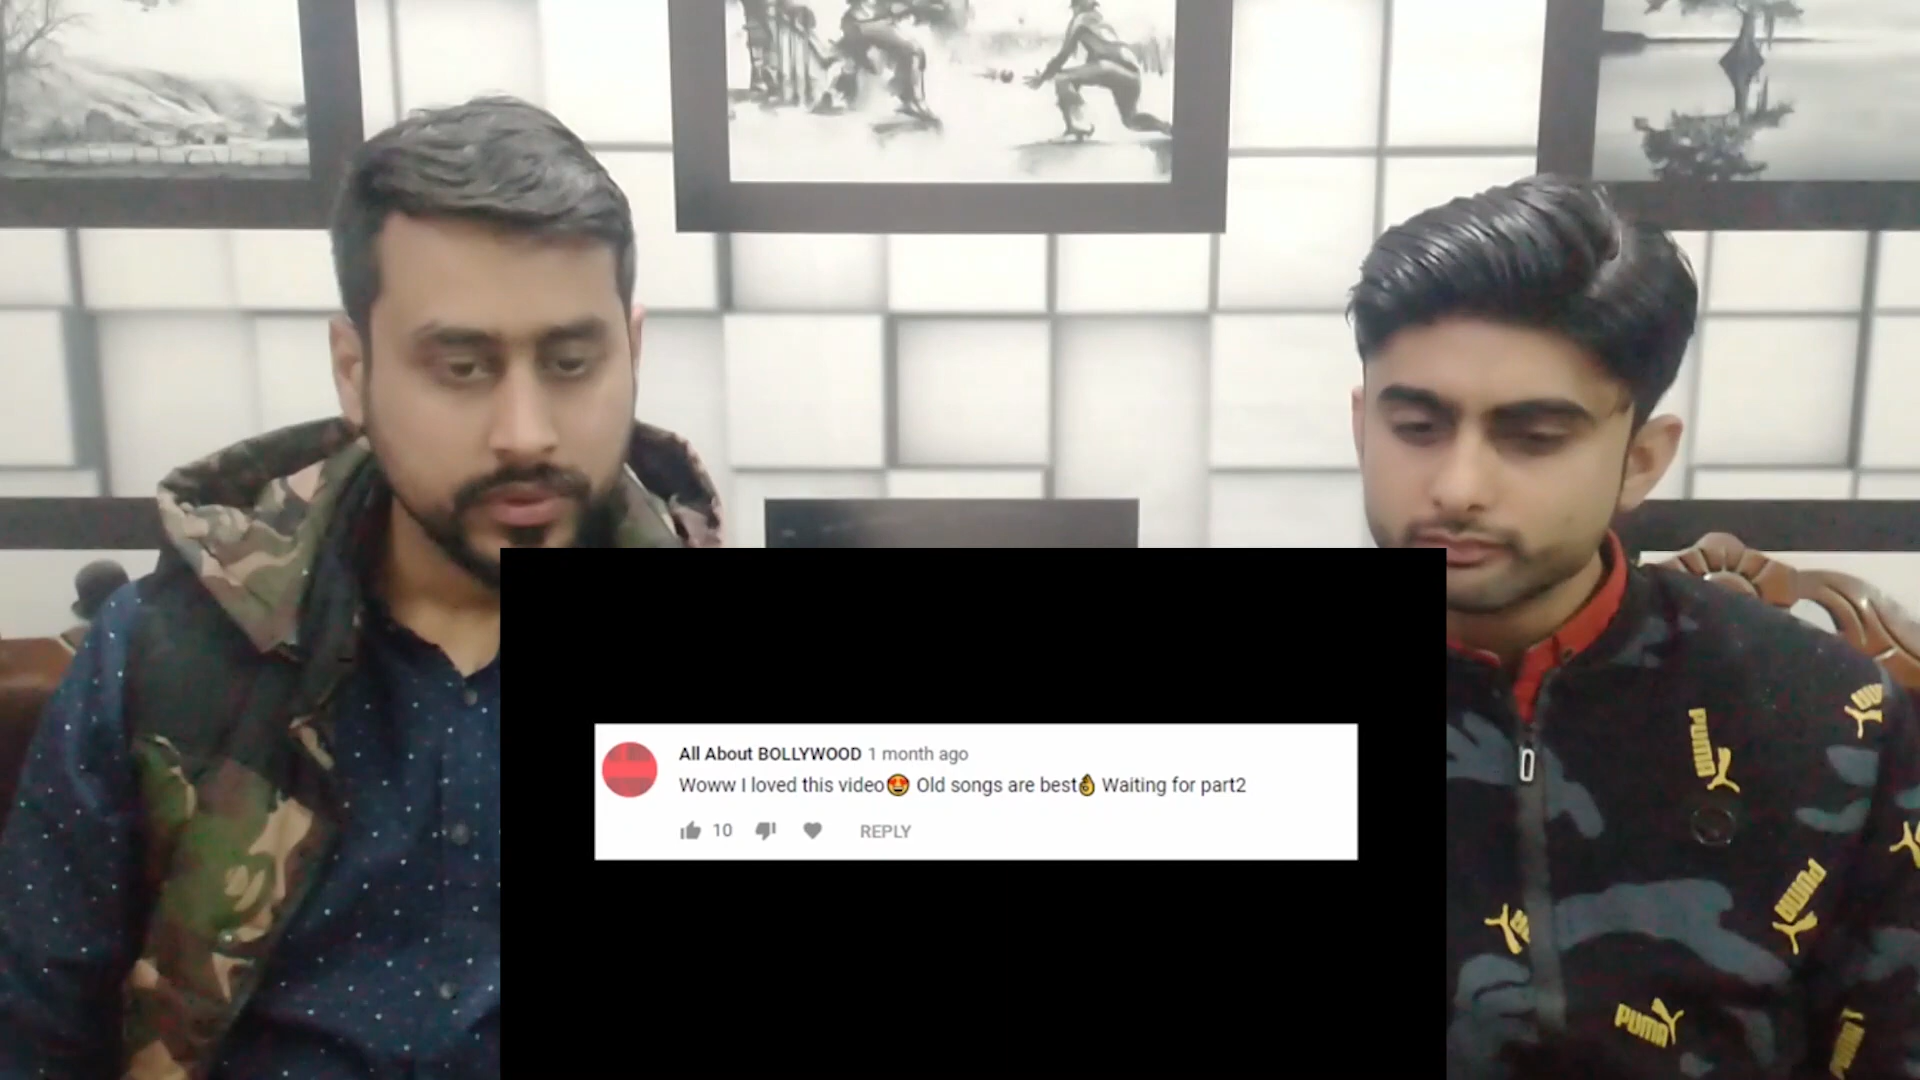 All About BOLLYWOOD 1 month ago
Woww I loved this video😍 Old songs are best👌 Waiting for part2
10
REPLY
PUMA
PUMA
PUMA